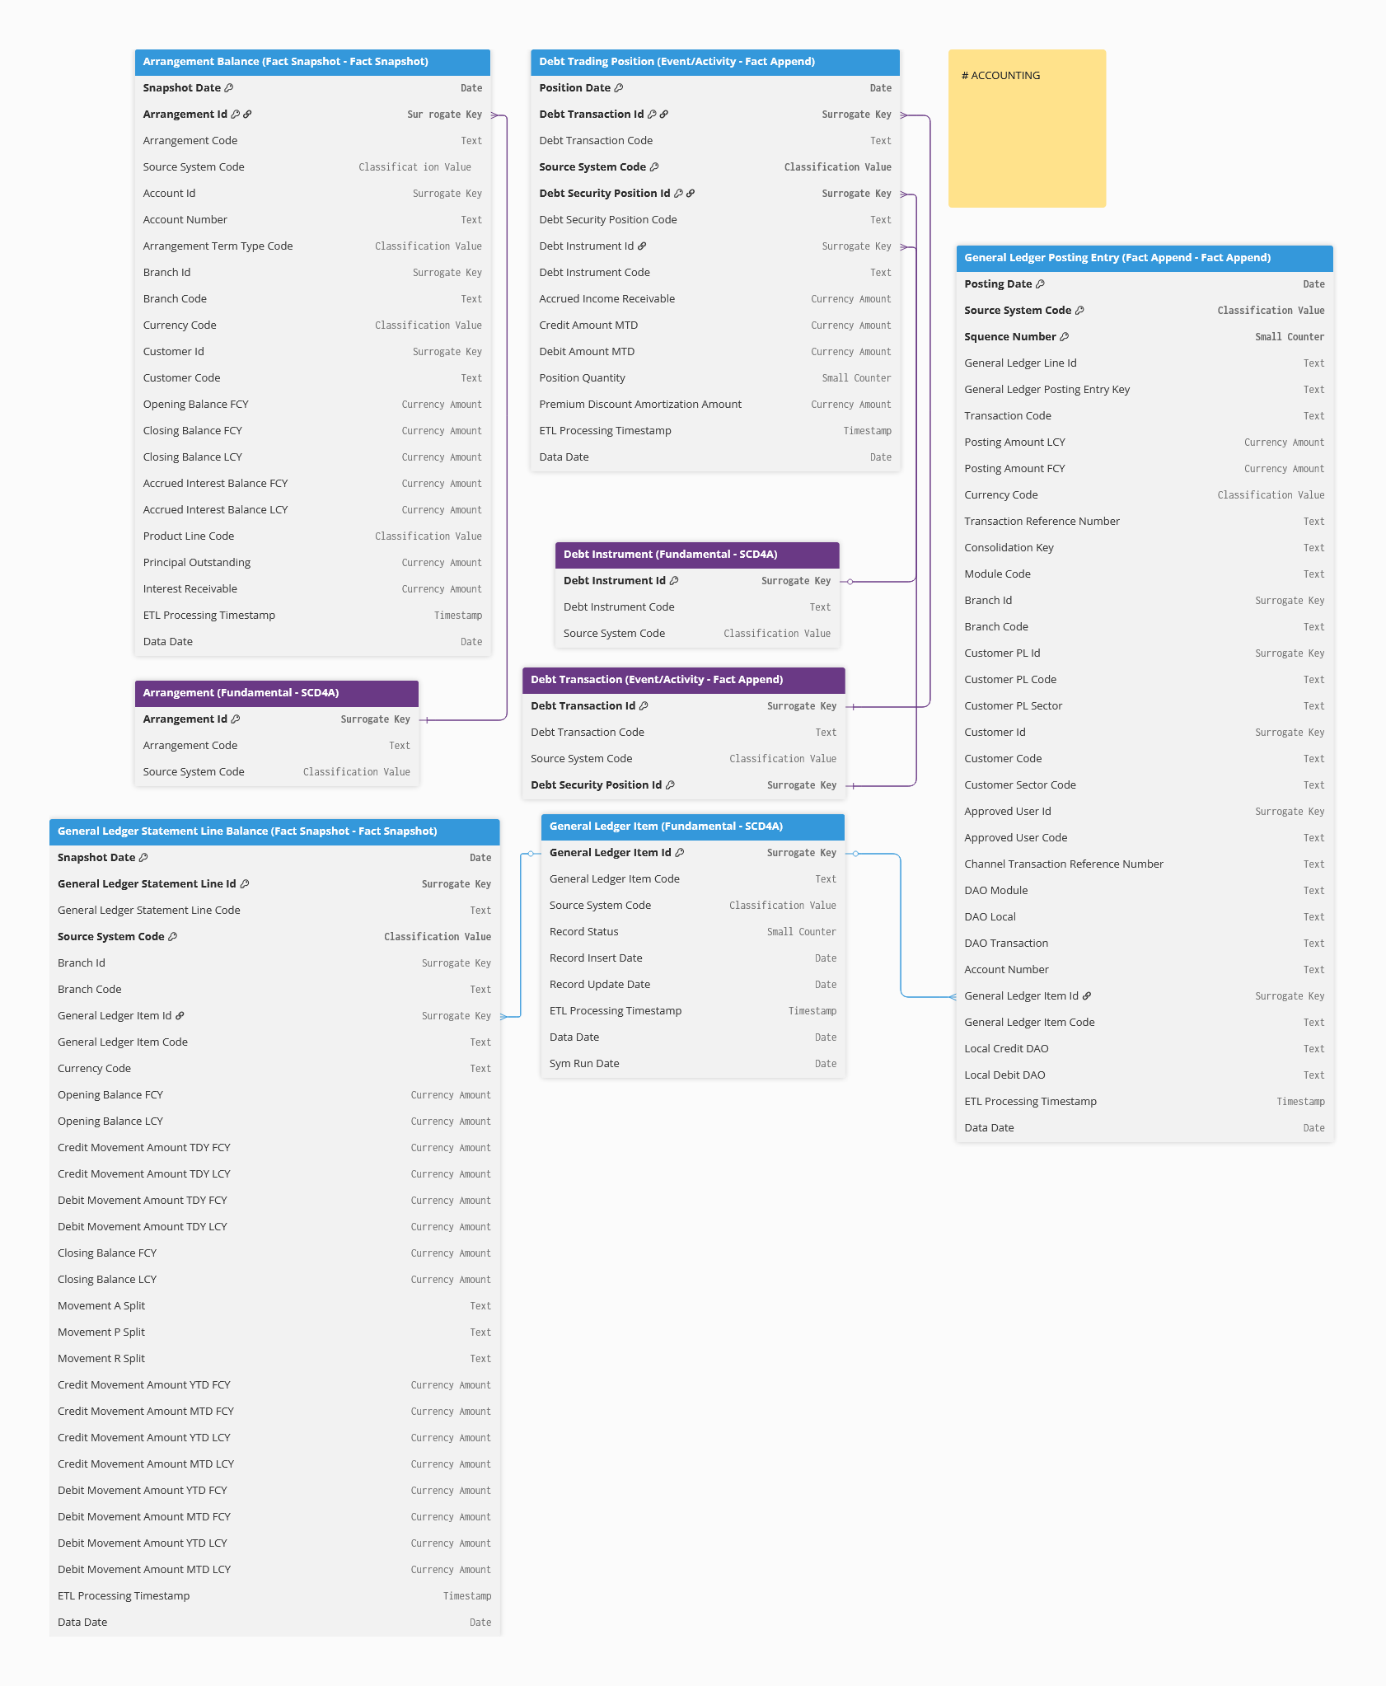 Arrangement Balance (Fact Snapshot - Fact Snapshot)
Snapshot Date Date
Arrangement Id Sur rogate Key
Arrangement Code Text
Source System Code Classificat ion Value
Account Id Surrogate Key
Account Number Text
Arrangement Term Type Code Classification Value
Branch Id Surrogate Key
Branch Code Text
Currency Code Classification Value
Customer Id Surrogate Key
Customer Code Text
Opening Balance FCY Currency Amount
Closing Balance FCY Currency Amount
Closing Balance LCY Currency Amount
Accrued Interest Balance FCY Currency Amount
Accrued Interest Balance LCY Currency Amount
Product Line Code Classification Value
Principal Outstanding Currency Amount
Interest Receivable Currency Amount
ETL Processing Timestamp Timestamp
Data Date Date
Debt Trading Position (Event/Activity - Fact Append)
Position Date Date
Debt Transaction Id Surrogate Key
Debt Transaction Code Text
Source System Code Classification Value
Debt Security Position Id Surrogate Key
Debt Security Position Code Text
Debt Instrument Id Surrogate Key
Debt Instrument Code Text
Accrued Income Receivable Currency Amount
Credit Amount MTD Currency Amount
Debit Amount MTD Currency Amount
Position Quantity Small Counter
Premium Discount Amortization Amount Currency Amount
ETL Processing Timestamp Timestamp
Data Date Date
# ACCOUNTING
General Ledger Posting Entry (Fact Append - Fact Append)
Posting Date Date
Source System Code Classification Value
Squence Number Small Counter
General Ledger Line Id Text
General Ledger Posting Entry Key Text
Transaction Code Text
Posting Amount LCY Currency Amount
Posting Amount FCY Currency Amount
Currency Code Classification Value
Transaction Reference Number Text
Consolidation Key Text
Module Code Text
Branch Id Surrogate Key
Branch Code Text
Customer PL Id Surrogate Key
Customer PL Code Text
Customer PL Sector Text
Customer Id Surrogate Key
Customer Code Text
Customer Sector Code Text
Approved User Id Surrogate Key
Approved User Code Text
Channel Transaction Reference Number Text
DAO Module Text
DAO Local Text
DAO Transaction Text
Account Number Text
General Ledger Item Id Surrogate Key
General Ledger Item Code Text
Local Credit DAO Text
Local Debit DAO Text
ETL Processing Timestamp Timestamp
Data Date Date
Debt Instrument (Fundamental - SCD4A)
Debt Instrument Id Surrogate Key
Debt Instrument Code Text
Source System Code Classification Value
Arrangement (Fundamental - SCD4A)
Arrangement Id Surrogate Key
Arrangement Code Text
Source System Code Classification Value
Debt Transaction (Event/Activity - Fact Append)
Debt Transaction Id Surrogate Key
Debt Transaction Code Text
Source System Code Classification Value
Debt Security Position Id Surrogate Key
General Ledger Statement Line Balance (Fact Snapshot - Fact Snapshot)
Snapshot Date Date
General Ledger Statement Line Id Surrogate Key
General Ledger Statement Line Code Text
Source System Code Classification Value
Branch Id Surrogate Key
Branch Code Text
General Ledger Item Id Surrogate Key
General Ledger Item Code Text
Currency Code Text
Opening Balance FCY Currency Amount
Opening Balance LCY Currency Amount
Credit Movement Amount TDY FCY Currency Amount
Credit Movement Amount TDY LCY Currency Amount
Debit Movement Amount TDY FCY Currency Amount
Debit Movement Amount TDY LCY Currency Amount
Closing Balance FCY Currency Amount
Closing Balance LCY Currency Amount
Movement A Split Text
Movement P Split Text
Movement R Split Text
Credit Movement Amount YTD FCY Currency Amount
Credit Movement Amount MTD FCY Currency Amount
Credit Movement Amount YTD LCY Currency Amount
Credit Movement Amount MTD LCY Currency Amount
Debit Movement Amount YTD FCY Currency Amount
Debit Movement Amount MTD FCY Currency Amount
Debit Movement Amount YTD LCY Currency Amount
Debit Movement Amount MTD LCY Currency Amount
ETL Processing Timestamp Timestamp
Data Date Date
General Ledger Item (Fundamental - SCD4A)
General Ledger Item Id Surrogate Key
General Ledger Item Code Text
Source System Code Classification Value
Record Status Small Counter
Record Insert Date Date
Record Update Date Date
ETL Processing Timestamp Timestamp
Data Date Date
Sym Run Date Date